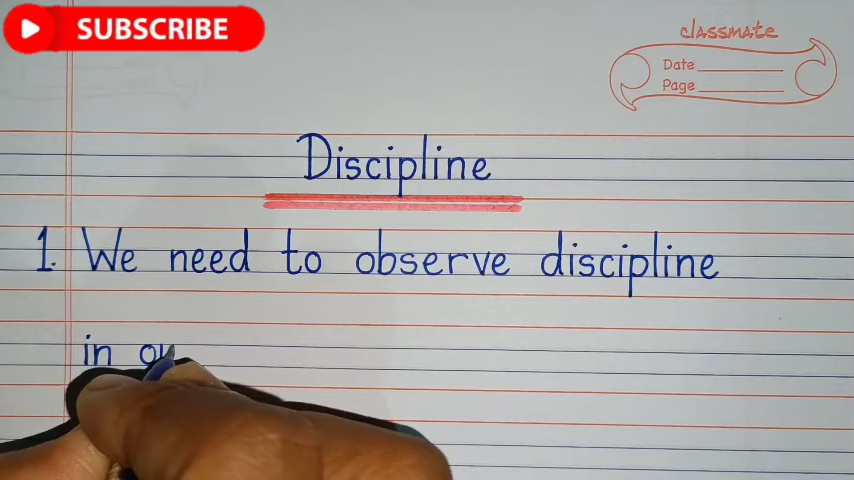 SUBSCRIBE
classmate
Date
Page
Discipline
1. We need to observe discipline
in